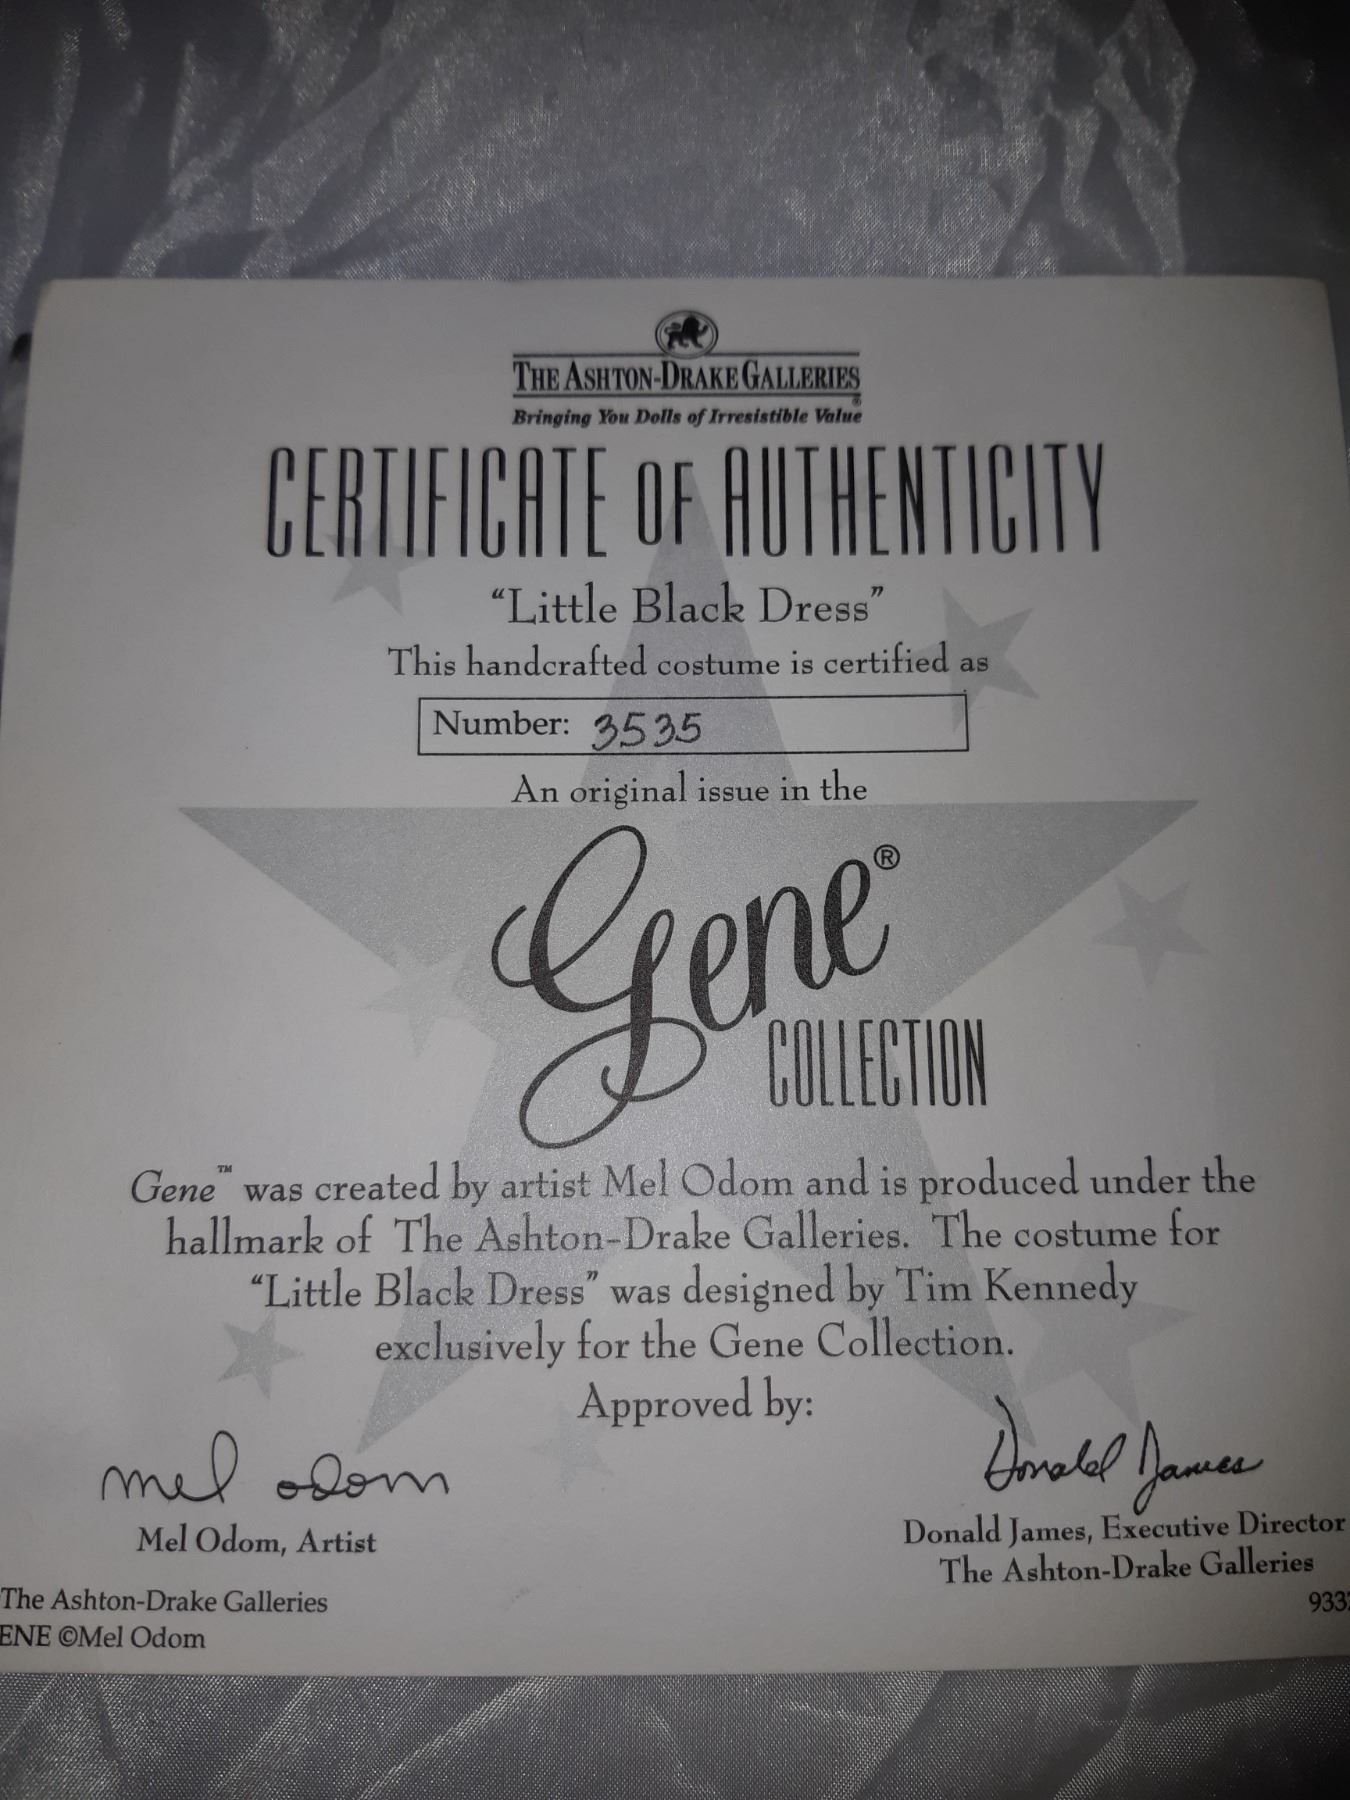 The Ashton-Drake Galleries
®
Bringing You Dolls of Irresistible Value
CERTIFICATE OF AUTHENTICITY
“Little Black Dress”
This handcrafted costume is certified as
Number: 3535
An original issue in the
Gene®
COLLECTION
Gene™ was created by artist Mel Odom and is produced under the
hallmark of The Ashton-Drake Galleries. The costume for
“Little Black Dress” was designed by Tim Kennedy
exclusively for the Gene Collection.
Approved by:
mel odom
Donald James
Mel Odom, Artist
Donald James, Executive Director
The Ashton-Drake Galleries
The Ashton-Drake Galleries
ENE ©Mel Odom
933